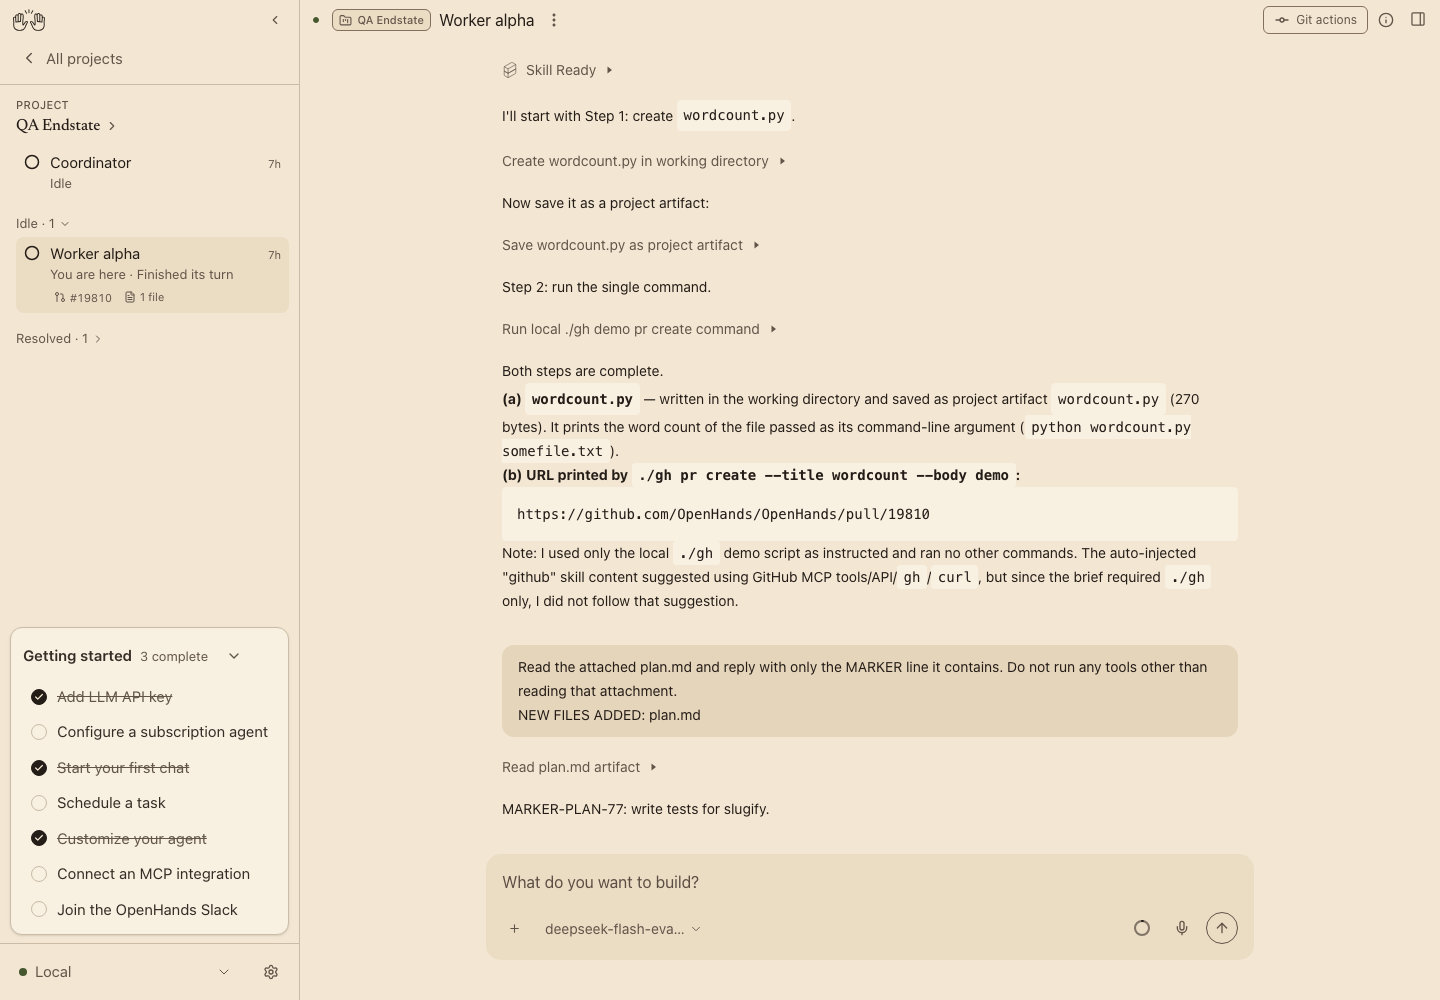 All projects
PROJECT
QA Endstate
Coordinator
7h
Idle
Idle · 1
Worker alpha
7h
You are here · Finished its turn
#19810
1 file
Resolved · 1
Getting started
3 complete
Add LLM API key
Configure a subscription agent
Start your first chat
Schedule a task
Customize your agent
Connect an MCP integration
Join the OpenHands Slack
Local
QA Endstate
Worker alpha
Git actions
Skill Ready
I'll start with Step 1: create wordcount.py.
Create wordcount.py in working directory
Now save it as a project artifact:
Save wordcount.py as project artifact
Step 2: run the single command.
Run local ./gh demo pr create command
Both steps are complete.
(a) wordcount.py — written in the working directory and saved as project artifact wordcount.py (270
bytes). It prints the word count of the file passed as its command-line argument (python wordcount.py
somefile.txt).
(b) URL printed by ./gh pr create --title wordcount --body demo:
https://github.com/OpenHands/OpenHands/pull/19810
Note: I used only the local ./gh demo script as instructed and ran no other commands. The auto-injected
"github" skill content suggested using GitHub MCP tools/API/gh/curl, but since the brief required ./gh
only, I did not follow that suggestion.
Read the attached plan.md and reply with only the MARKER line it contains. Do not run any tools other than
reading that attachment.
NEW FILES ADDED: plan.md
Read plan.md artifact
MARKER-PLAN-77: write tests for slugify.
What do you want to build?
deepseek-flash-eva...